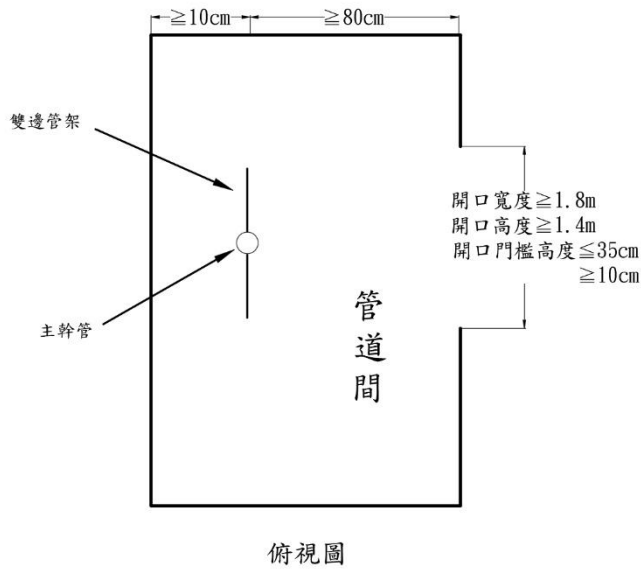 ≧10cm
≧80cm
雙邊管架
開口寬度≧1.8m
開口高度≧1.4m
開口門檻高度≦35cm
≧10cm
主幹管
管道間
俯視圖